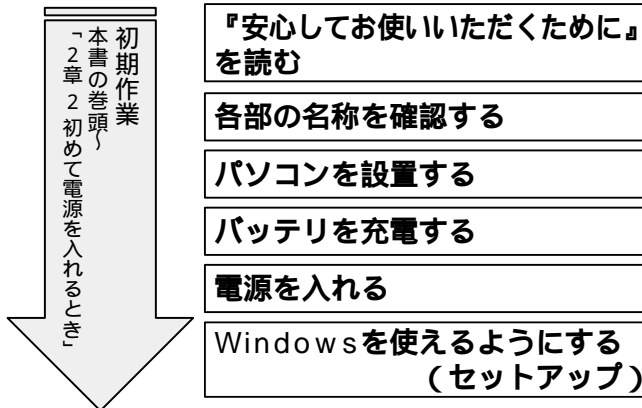 初期作業
本書の巻頭~
「2章 2 初めて電源を入れるとき」
『安心してお使いいただくために』
を読む
各部の名称を確認する
パソコンを設置する
バッテリを充電する
電源を入れる
Windowsを使えるようにする
(セットアップ)